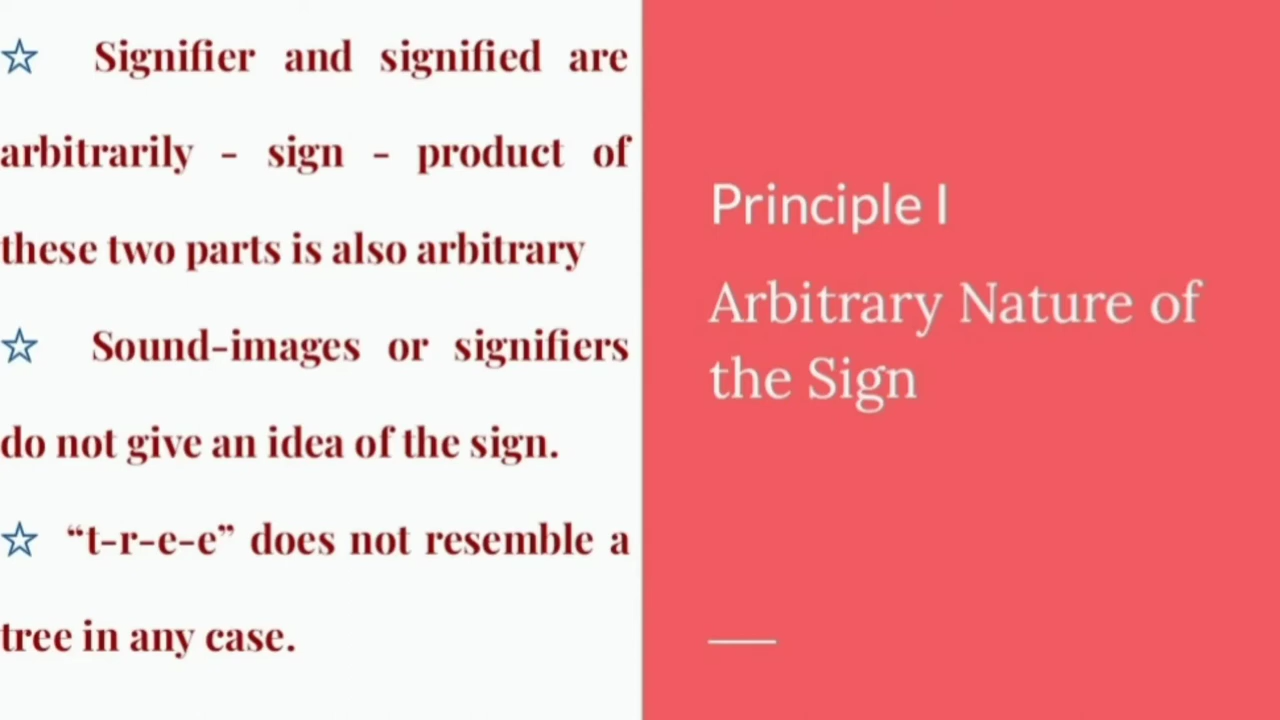 ☆ Signifier and signified are
arbitrarily - sign - product of
these two parts is also arbitrary
☆ Sound-images or signifiers
do not give an idea of the sign.
☆ “t-r-e-e” does not resemble a
tree in any case.
Principle I
Arbitrary Nature of
the Sign